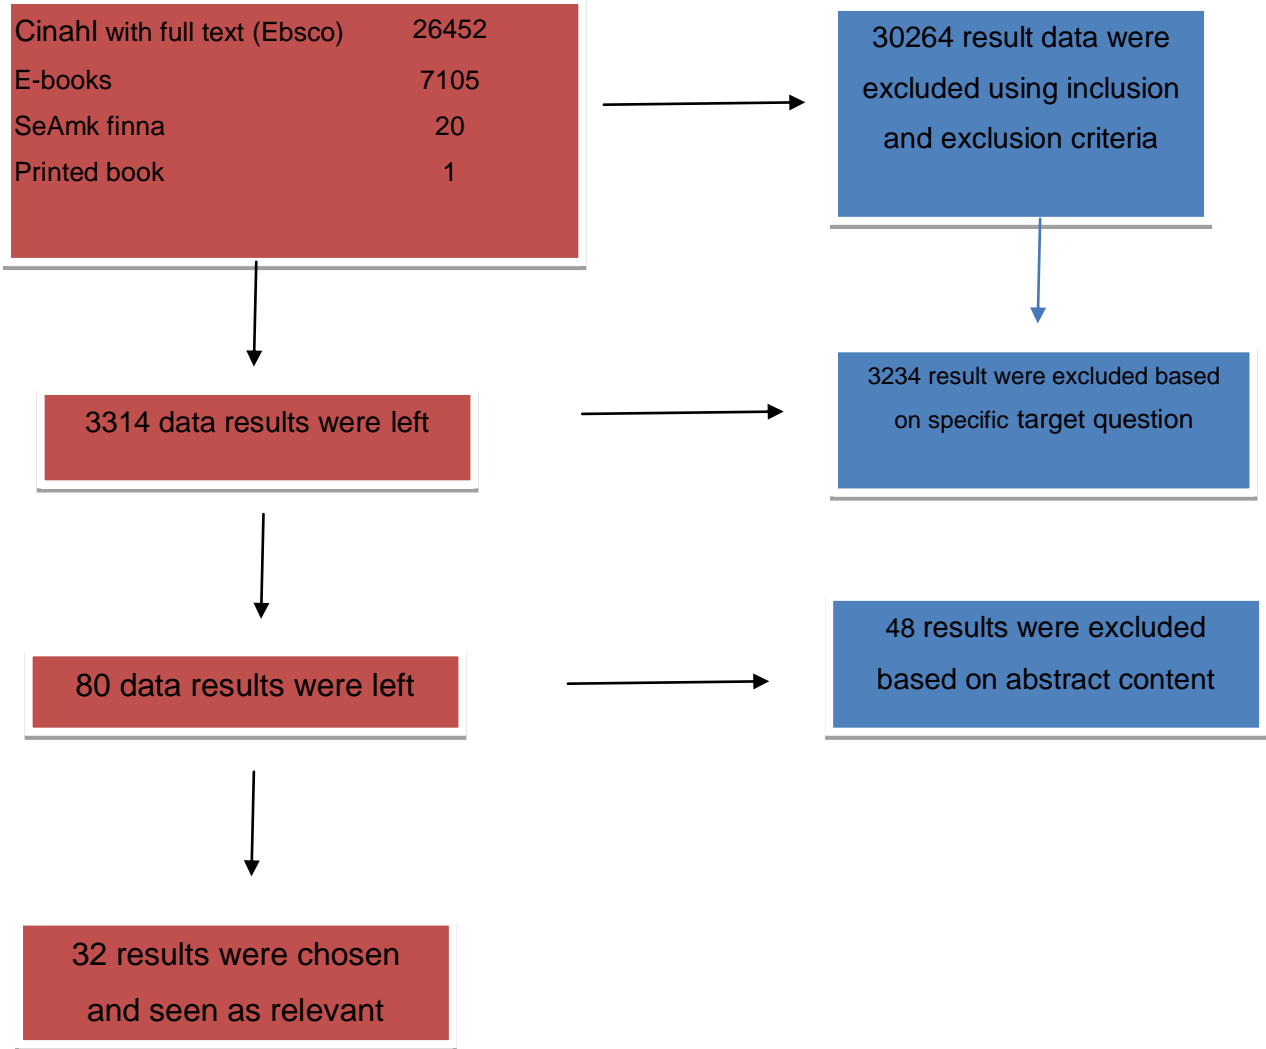 Cinahl with full text (Ebsco) 26452
E-books 7105
SeAmk finna 20
Printed book 1
30264 result data were
excluded using inclusion
and exclusion criteria
3314 data results were left
3234 result were excluded based
on specific target question
80 data results were left
48 results were excluded
based on abstract content
32 results were chosen
and seen as relevant